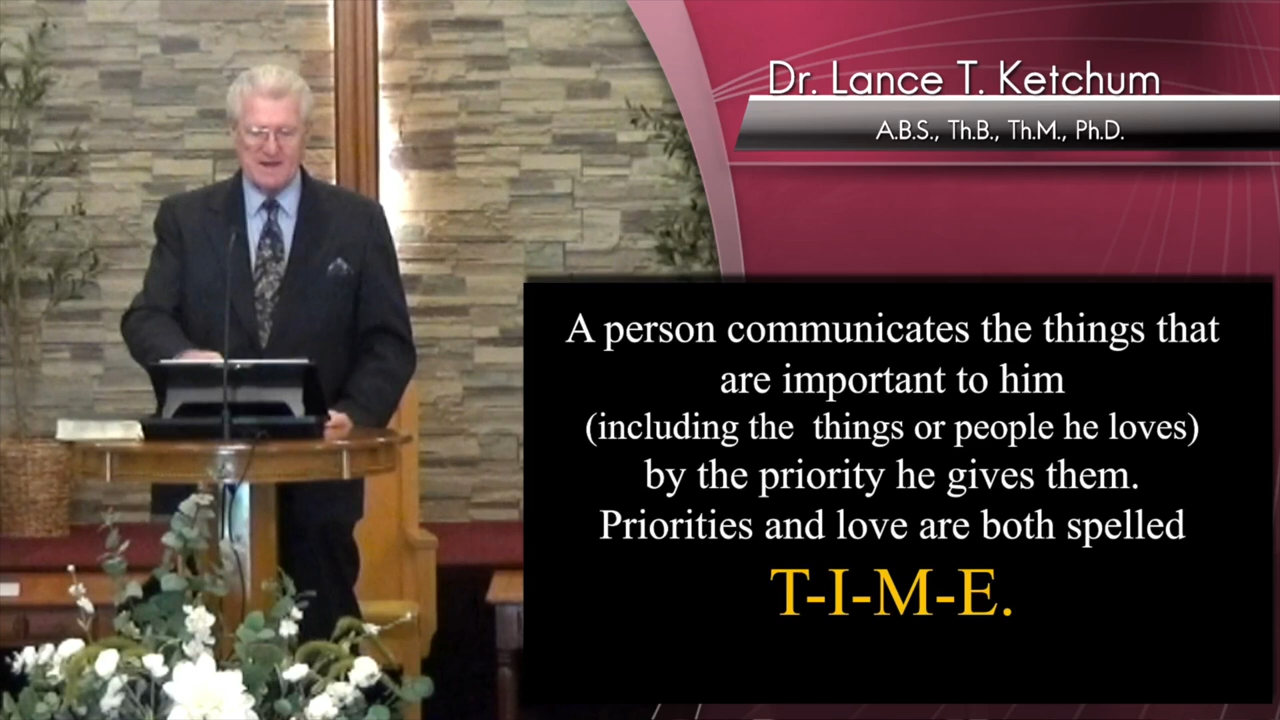 Dr. Lance T. Ketchum
A.B.S., Th.B., Th.M., Ph.D.
A person communicates the things that
are important to him
(including the  things or people he loves)
by the priority he gives them.
Priorities and love are both spelled
T-I-M-E.